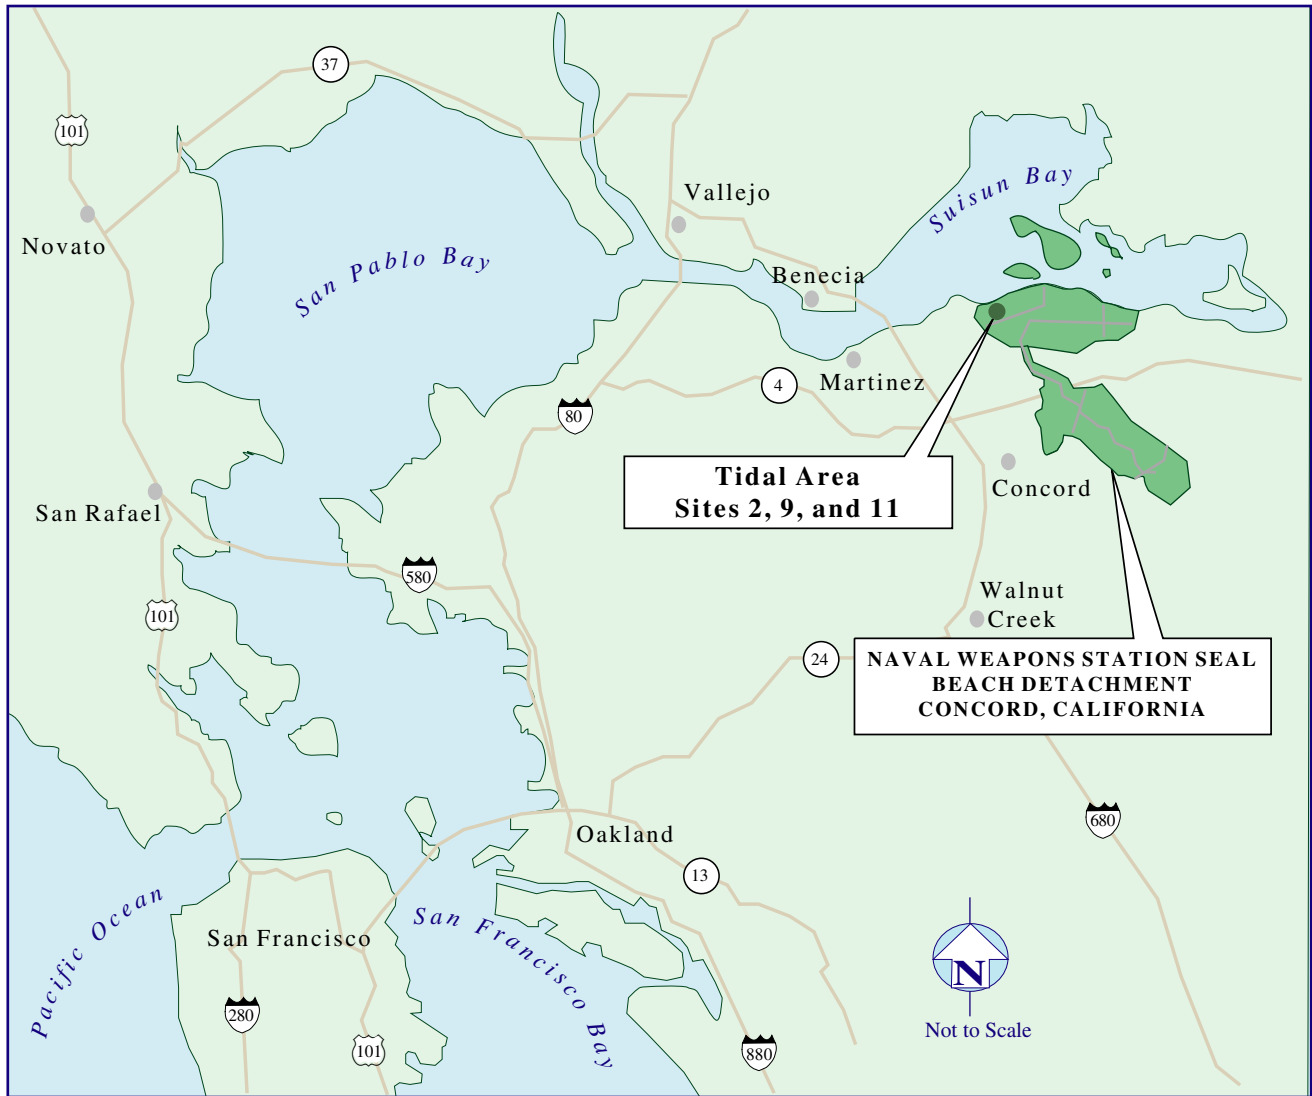 37
101
Vallejo
Suisun Bay
Novato
San Pablo Bay
Benecia
Martinez
4
80
Tidal Area
Sites 2, 9, and 11
Concord
San Rafael
580
Walnut
Creek
101
24
NAVAL WEAPONS STATION SEAL
BEACH DETACHMENT
CONCORD, CALIFORNIA
680
Oakland
13
Pacific Ocean
San Francisco
San Francisco Bay
N
280
Not to Scale
101
880